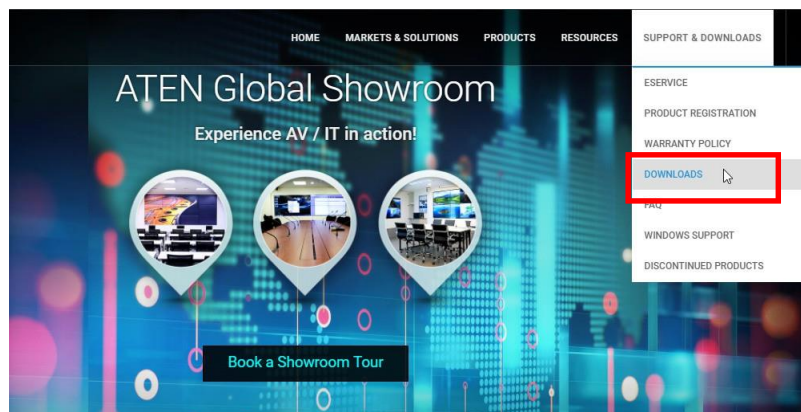 HOME MARKETS & SOLUTIONS PRODUCTS RESOURCES SUPPORT & DOWNLOADS
ATEN Global Showroom
Experience AV / IT in action!
Book a Showroom Tour
ESERVICE
PRODUCT REGISTRATION
WARRANTY POLICY
DOWNLOADS
FAQ
WINDOWS SUPPORT
DISCONTINUED PRODUCTS